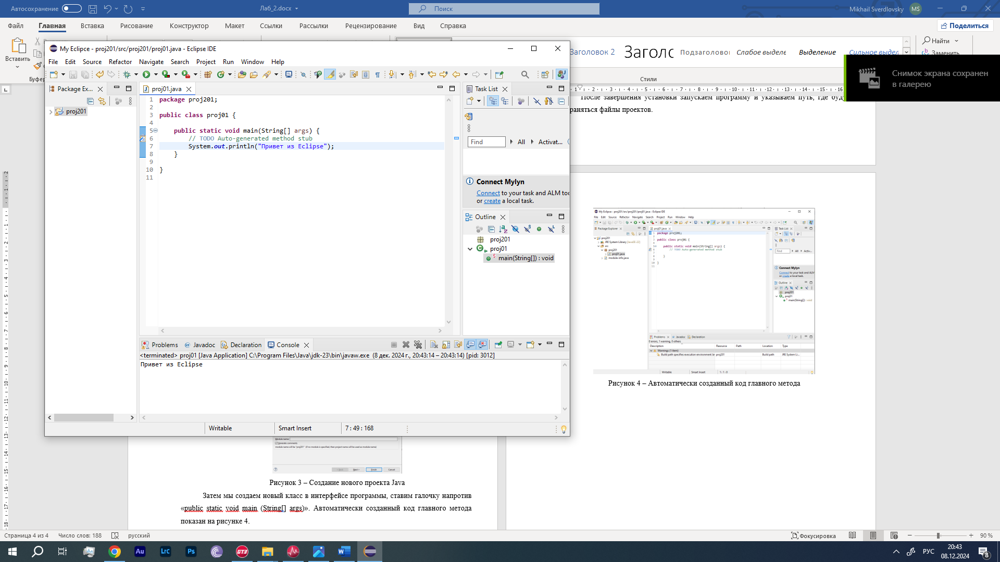 Автосохранение
Лаб_2.docx
Поиск
Mikhail Sverdlovsky
MS
Файл
Главная
Вставка
Рисование
Конструктор
Макет
Ссылки
Рассылки
Рецензирование
Вид
Справка
Поделиться
Вставить
Заголовок 2
Подзаголовок
Слабое выделе
Выделение
Сильное выдел
Найти
Заменить
Стили
Снимок экрана сохранен
в галерею
My Eclipce - proj201/src/proj201/proj01.java - Eclipse IDE
File Edit Source Refactor Navigate Search Project Run Window Help
Package Ex...
proj201
proj01.java
1 package proj201;
2
3 public class proj01 {
4
5 public static void main(String[] args) {
6 // TODO Auto-generated method stub
7 System.out.println("Привет из Eclipse");
8 }
9
10 }
11
Task List
Find
All
Activat...
Connect Mylyn
Connect to your task and ALM too
or create a local task.
Outline
proj201
proj01
main(String[]) : void
Problems
Javadoc
Declaration
Console
<terminated> proj01 [Java Application] C:\Program Files\Java\jdk-23\bin\javaw.exe (8 дек. 2024 г., 20:43:14 – 20:43:14) [pid: 3012]
Привет из Eclipse
Writable
Smart Insert
7 : 49 : 168
После завершения установки запускаем программу и указываем путь, где буд
раняться файлы проектов.
Рисунок 4 – Автоматически созданный код главного метода
Рисунок 3 – Создание нового проекта Java
Затем мы создаем новый класс в интерфейсе программы, ставим галочку напротив
«public static void main (String[] args)». Автоматически созданный код главного метода
показан на рисунке 4.
Страница 4 из 4
Число слов: 188
русский
Фокусировка
90 %
Au
LrC
Ps
GT3
РУС
20:43
08.12.2024
8